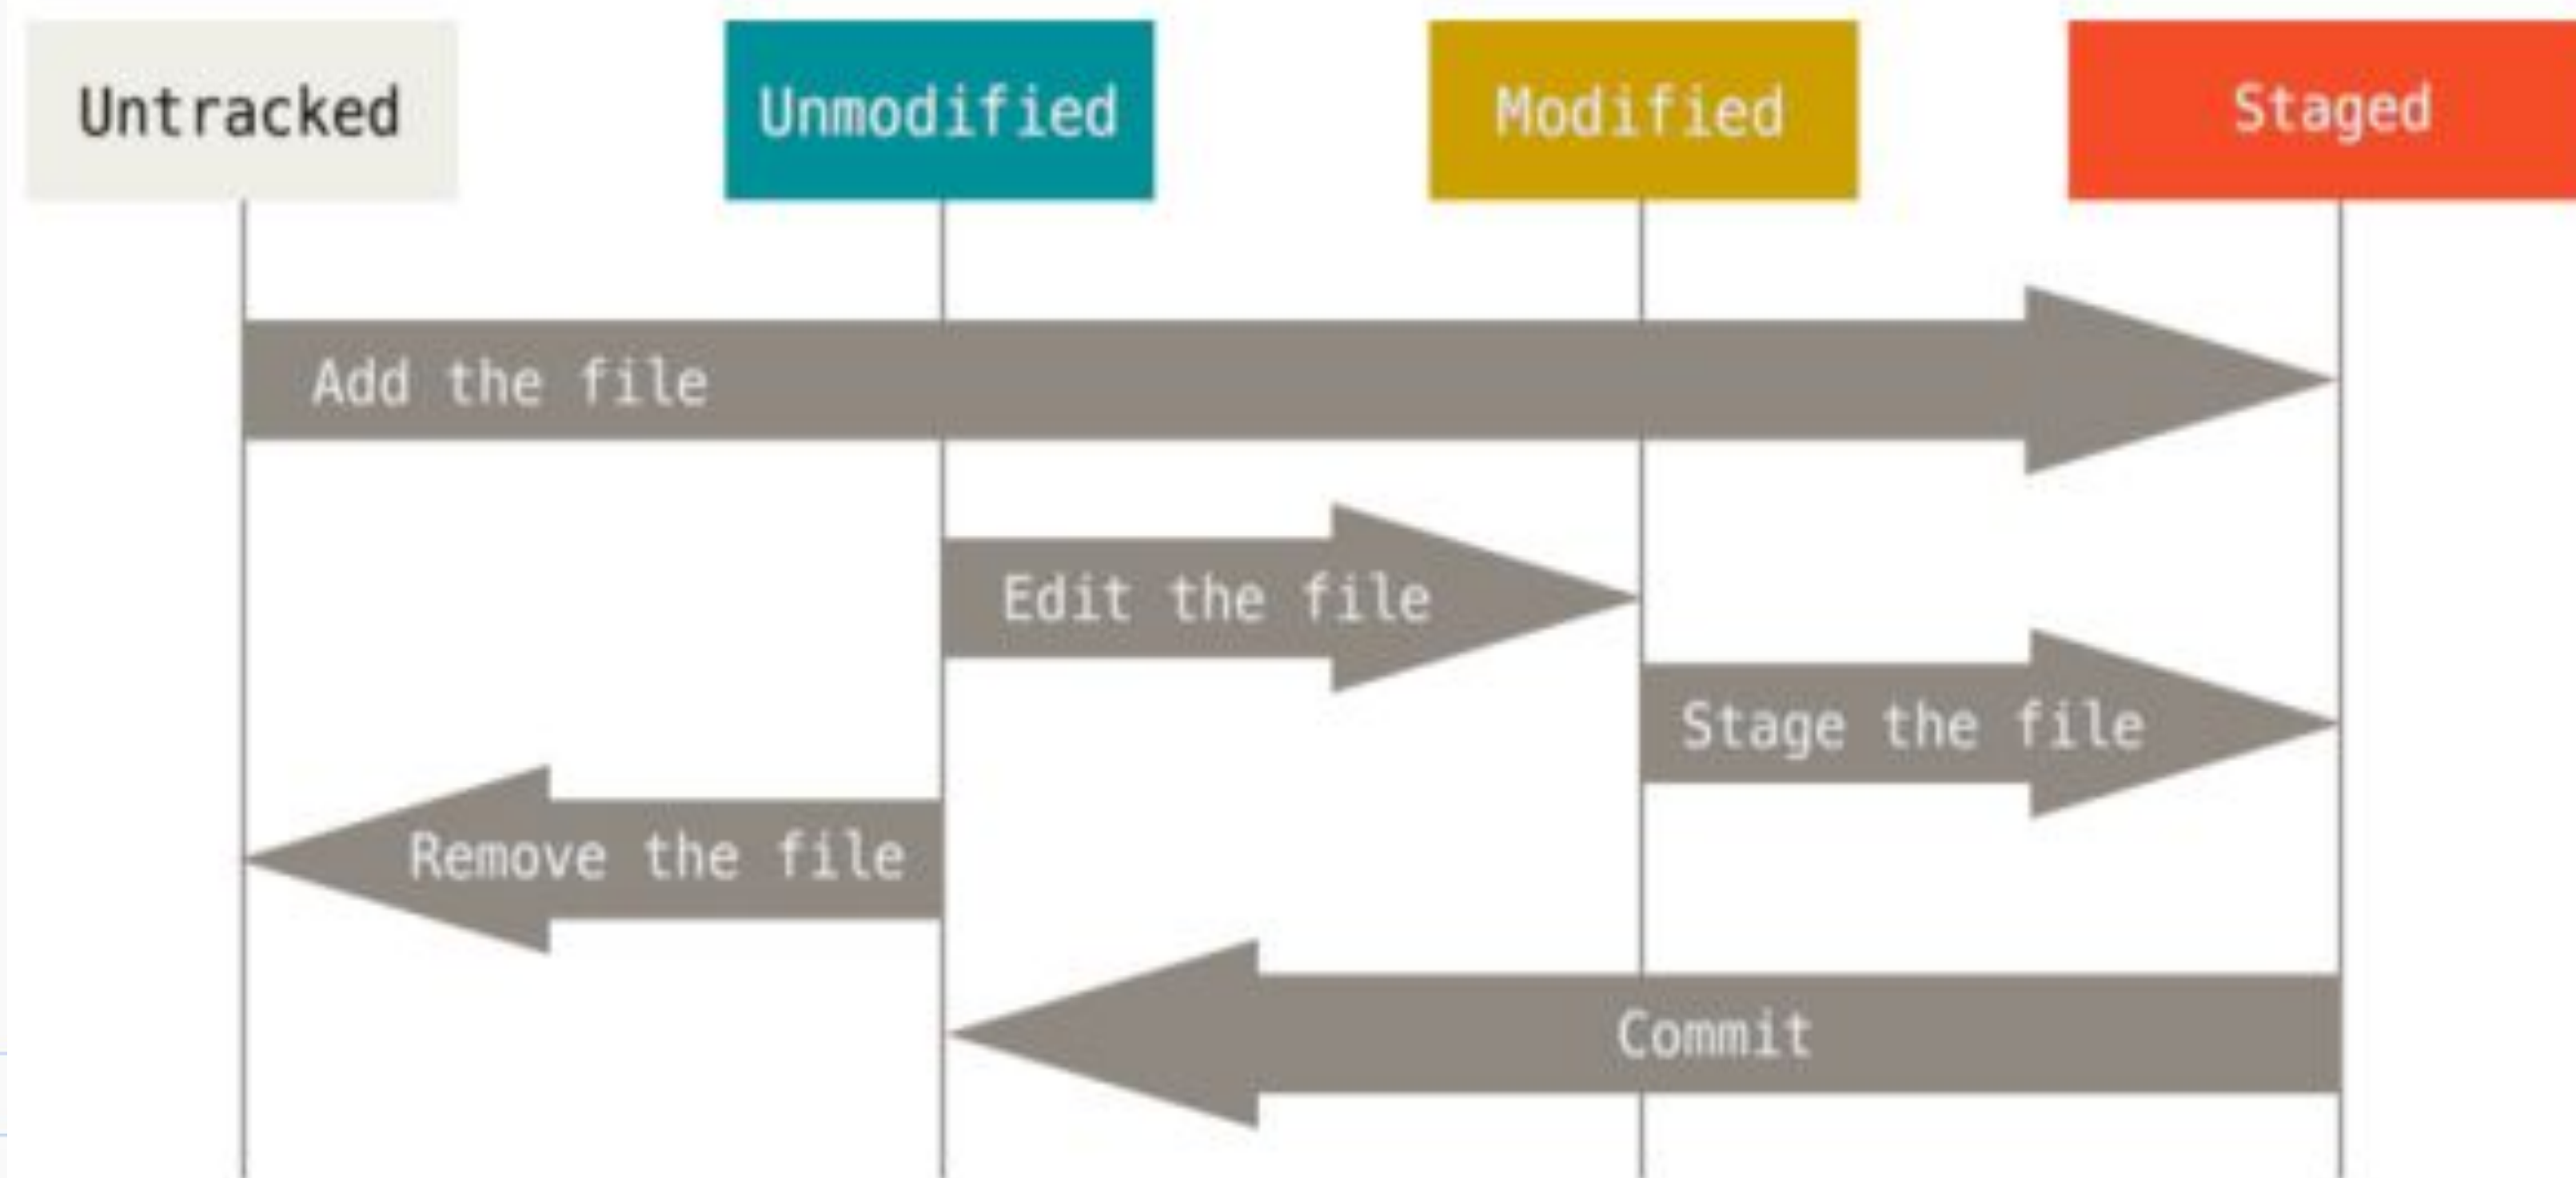 Untracked
Unmodified
Modified
Staged
Add the file
Edit the file
Stage the file
Remove the file
Commit